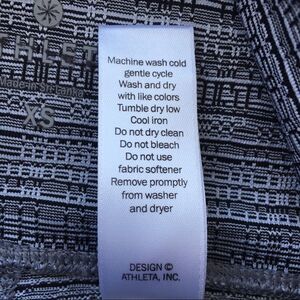 ATHLETA
XS
Machine wash cold
gentle cycle
Wash and dry
with like colors
Tumble dry low
Cool iron
Do not dry clean
Do not bleach
Do not use
fabric softener
Remove promptly
from washer
and dryer
DESIGN ©
ATHLETA, INC.